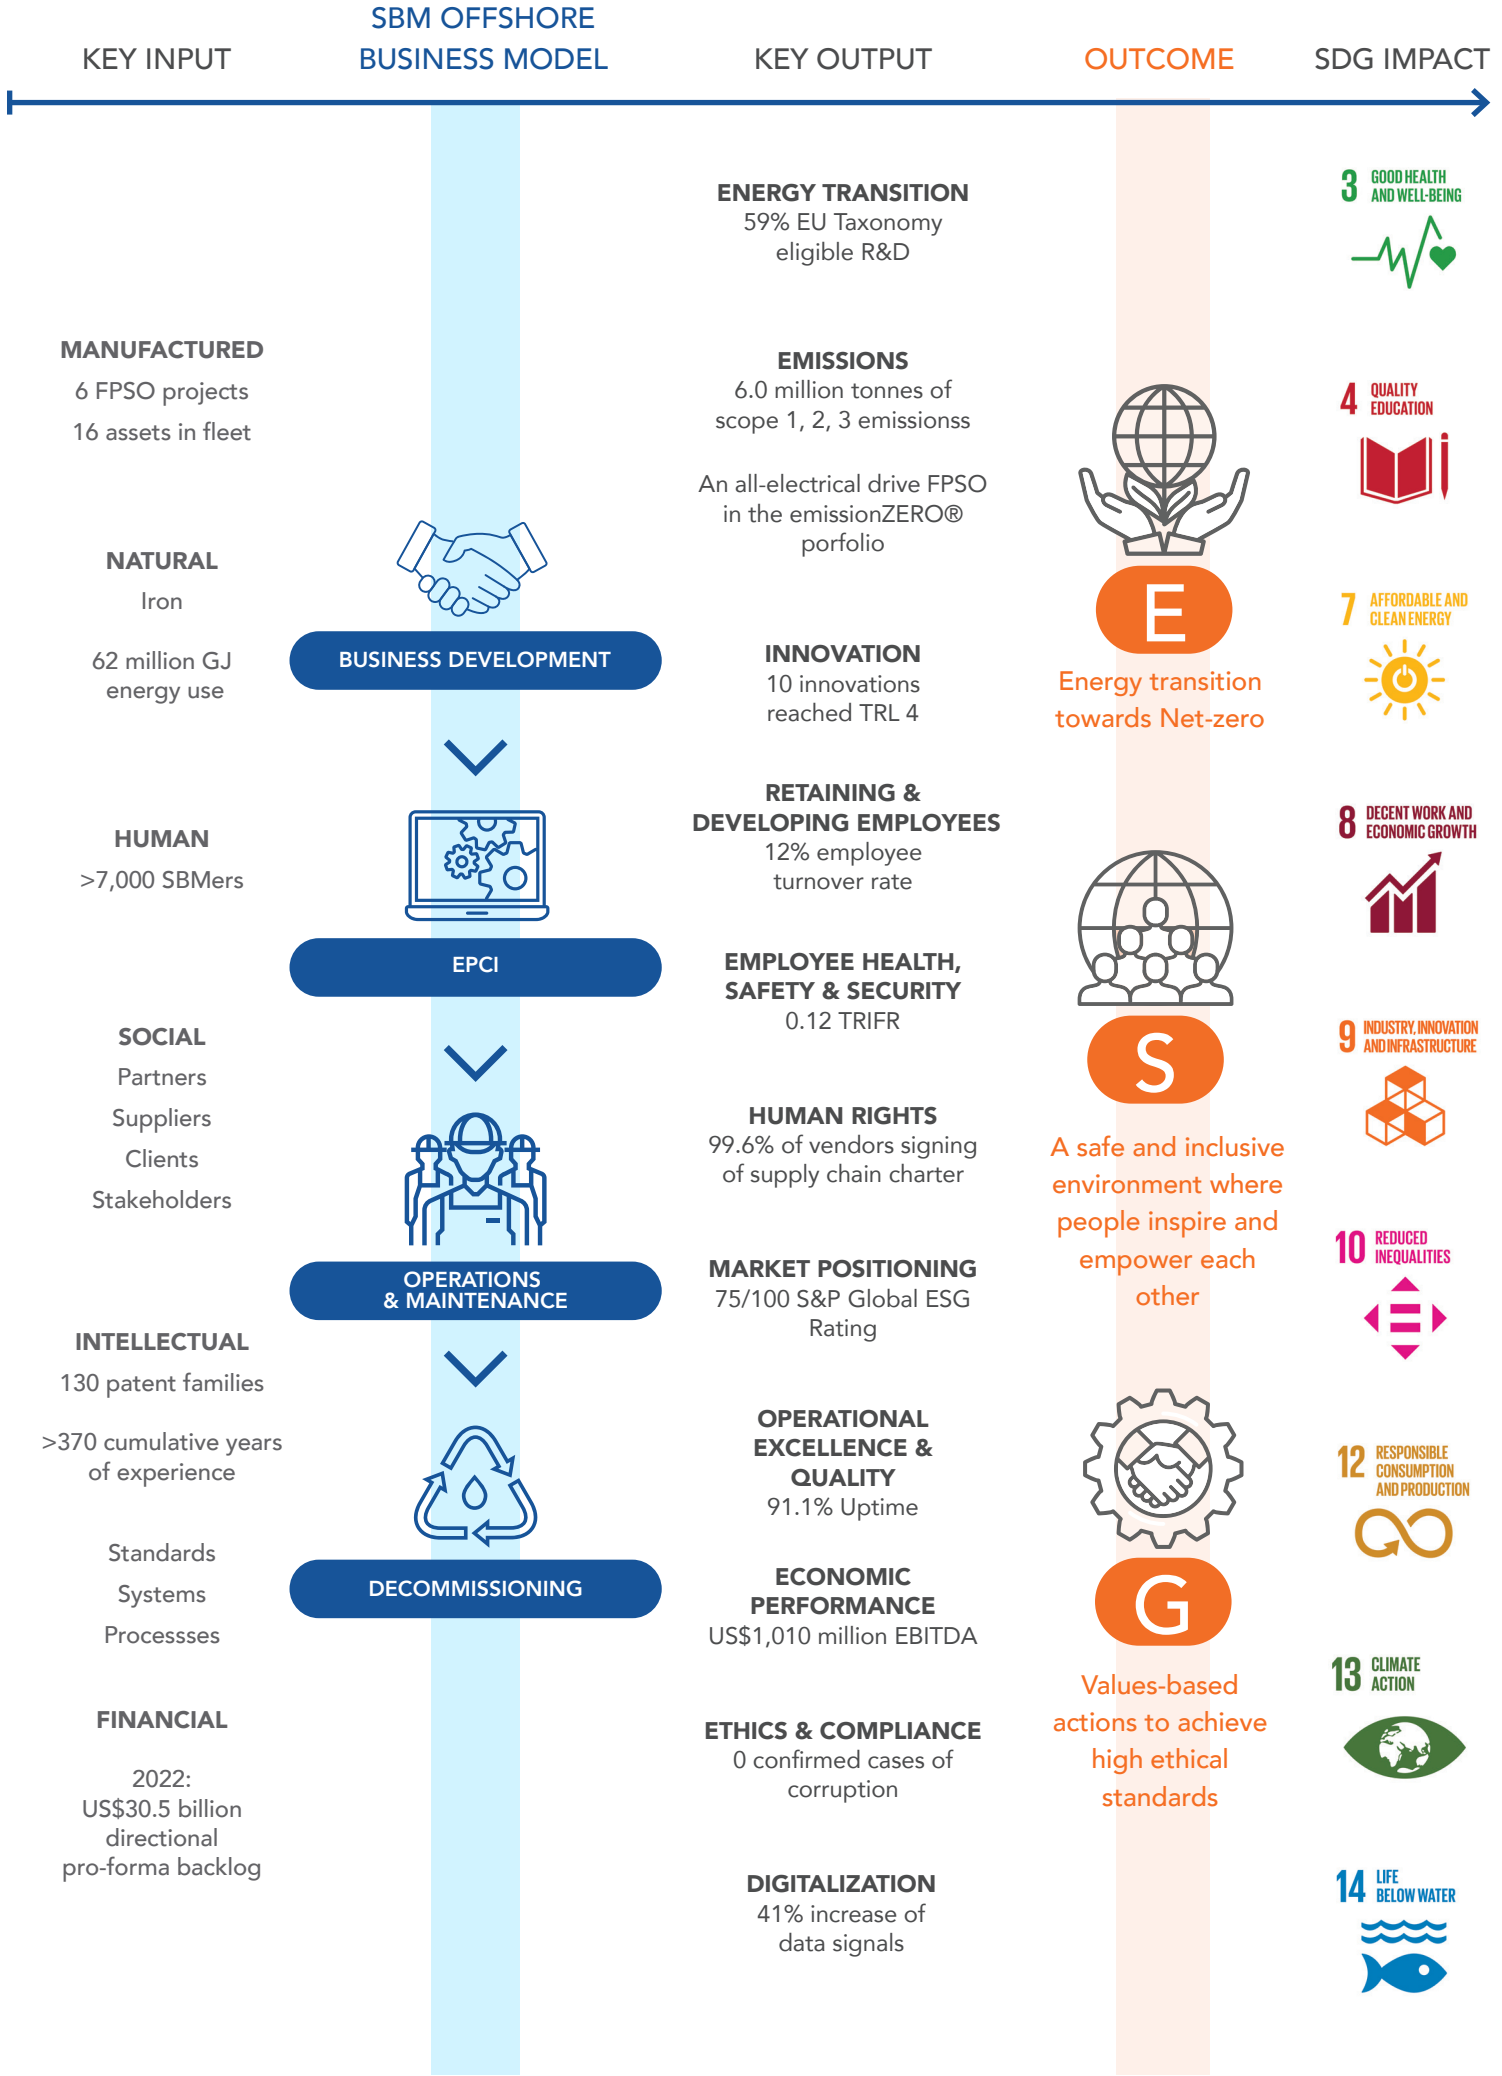 KEY INPUT
SBM OFFSHORE
BUSINESS MODEL
KEY OUTPUT
OUTCOME
SDG IMPACT
MANUFACTURED
6 FPSO projects
16 assets in fleet
NATURAL
Iron
62 million GJ
energy use
HUMAN
>7,000 SBMers
SOCIAL
Partners
Suppliers
Clients
Stakeholders
INTELLECTUAL
130 patent families
>370 cumulative years
of experience
Standards
Systems
Processses
FINANCIAL
2022:
US$30.5 billion
directional
pro-forma backlog
BUSINESS DEVELOPMENT
EPCI
OPERATIONS
& MAINTENANCE
DECOMMISSIONING
ENERGY TRANSITION
59% EU Taxonomy
eligible R&D
EMISSIONS
6.0 million tonnes of
scope 1, 2, 3 emissionss
An all-electrical drive FPSO
in the emissionZERO®
porfolio
INNOVATION
10 innovations
reached TRL 4
RETAINING &
DEVELOPING EMPLOYEES
12% employee
turnover rate
EMPLOYEE HEALTH,
SAFETY & SECURITY
0.12 TRIFR
HUMAN RIGHTS
99.6% of vendors signing
of supply chain charter
MARKET POSITIONING
75/100 S&P Global ESG
Rating
OPERATIONAL
EXCELLENCE &
QUALITY
91.1% Uptime
ECONOMIC
PERFORMANCE
US$1,010 million EBITDA
ETHICS & COMPLIANCE
0 confirmed cases of
corruption
DIGITALIZATION
41% increase of
data signals
E
Energy transition
towards Net-zero
S
A safe and inclusive
environment where
people inspire and
empower each
other
G
Values-based
actions to achieve
high ethical
standards
3 GOOD HEALTH
AND WELL-BEING
4 QUALITY
EDUCATION
7 AFFORDABLE AND
CLEAN ENERGY
8 DECENT WORK AND
ECONOMIC GROWTH
9 INDUSTRY, INNOVATION
AND INFRASTRUCTURE
10 REDUCED
INEQUALITIES
12 RESPONSIBLE
CONSUMPTION
AND PRODUCTION
13 CLIMATE
ACTION
14 LIFE
BELOW WATER